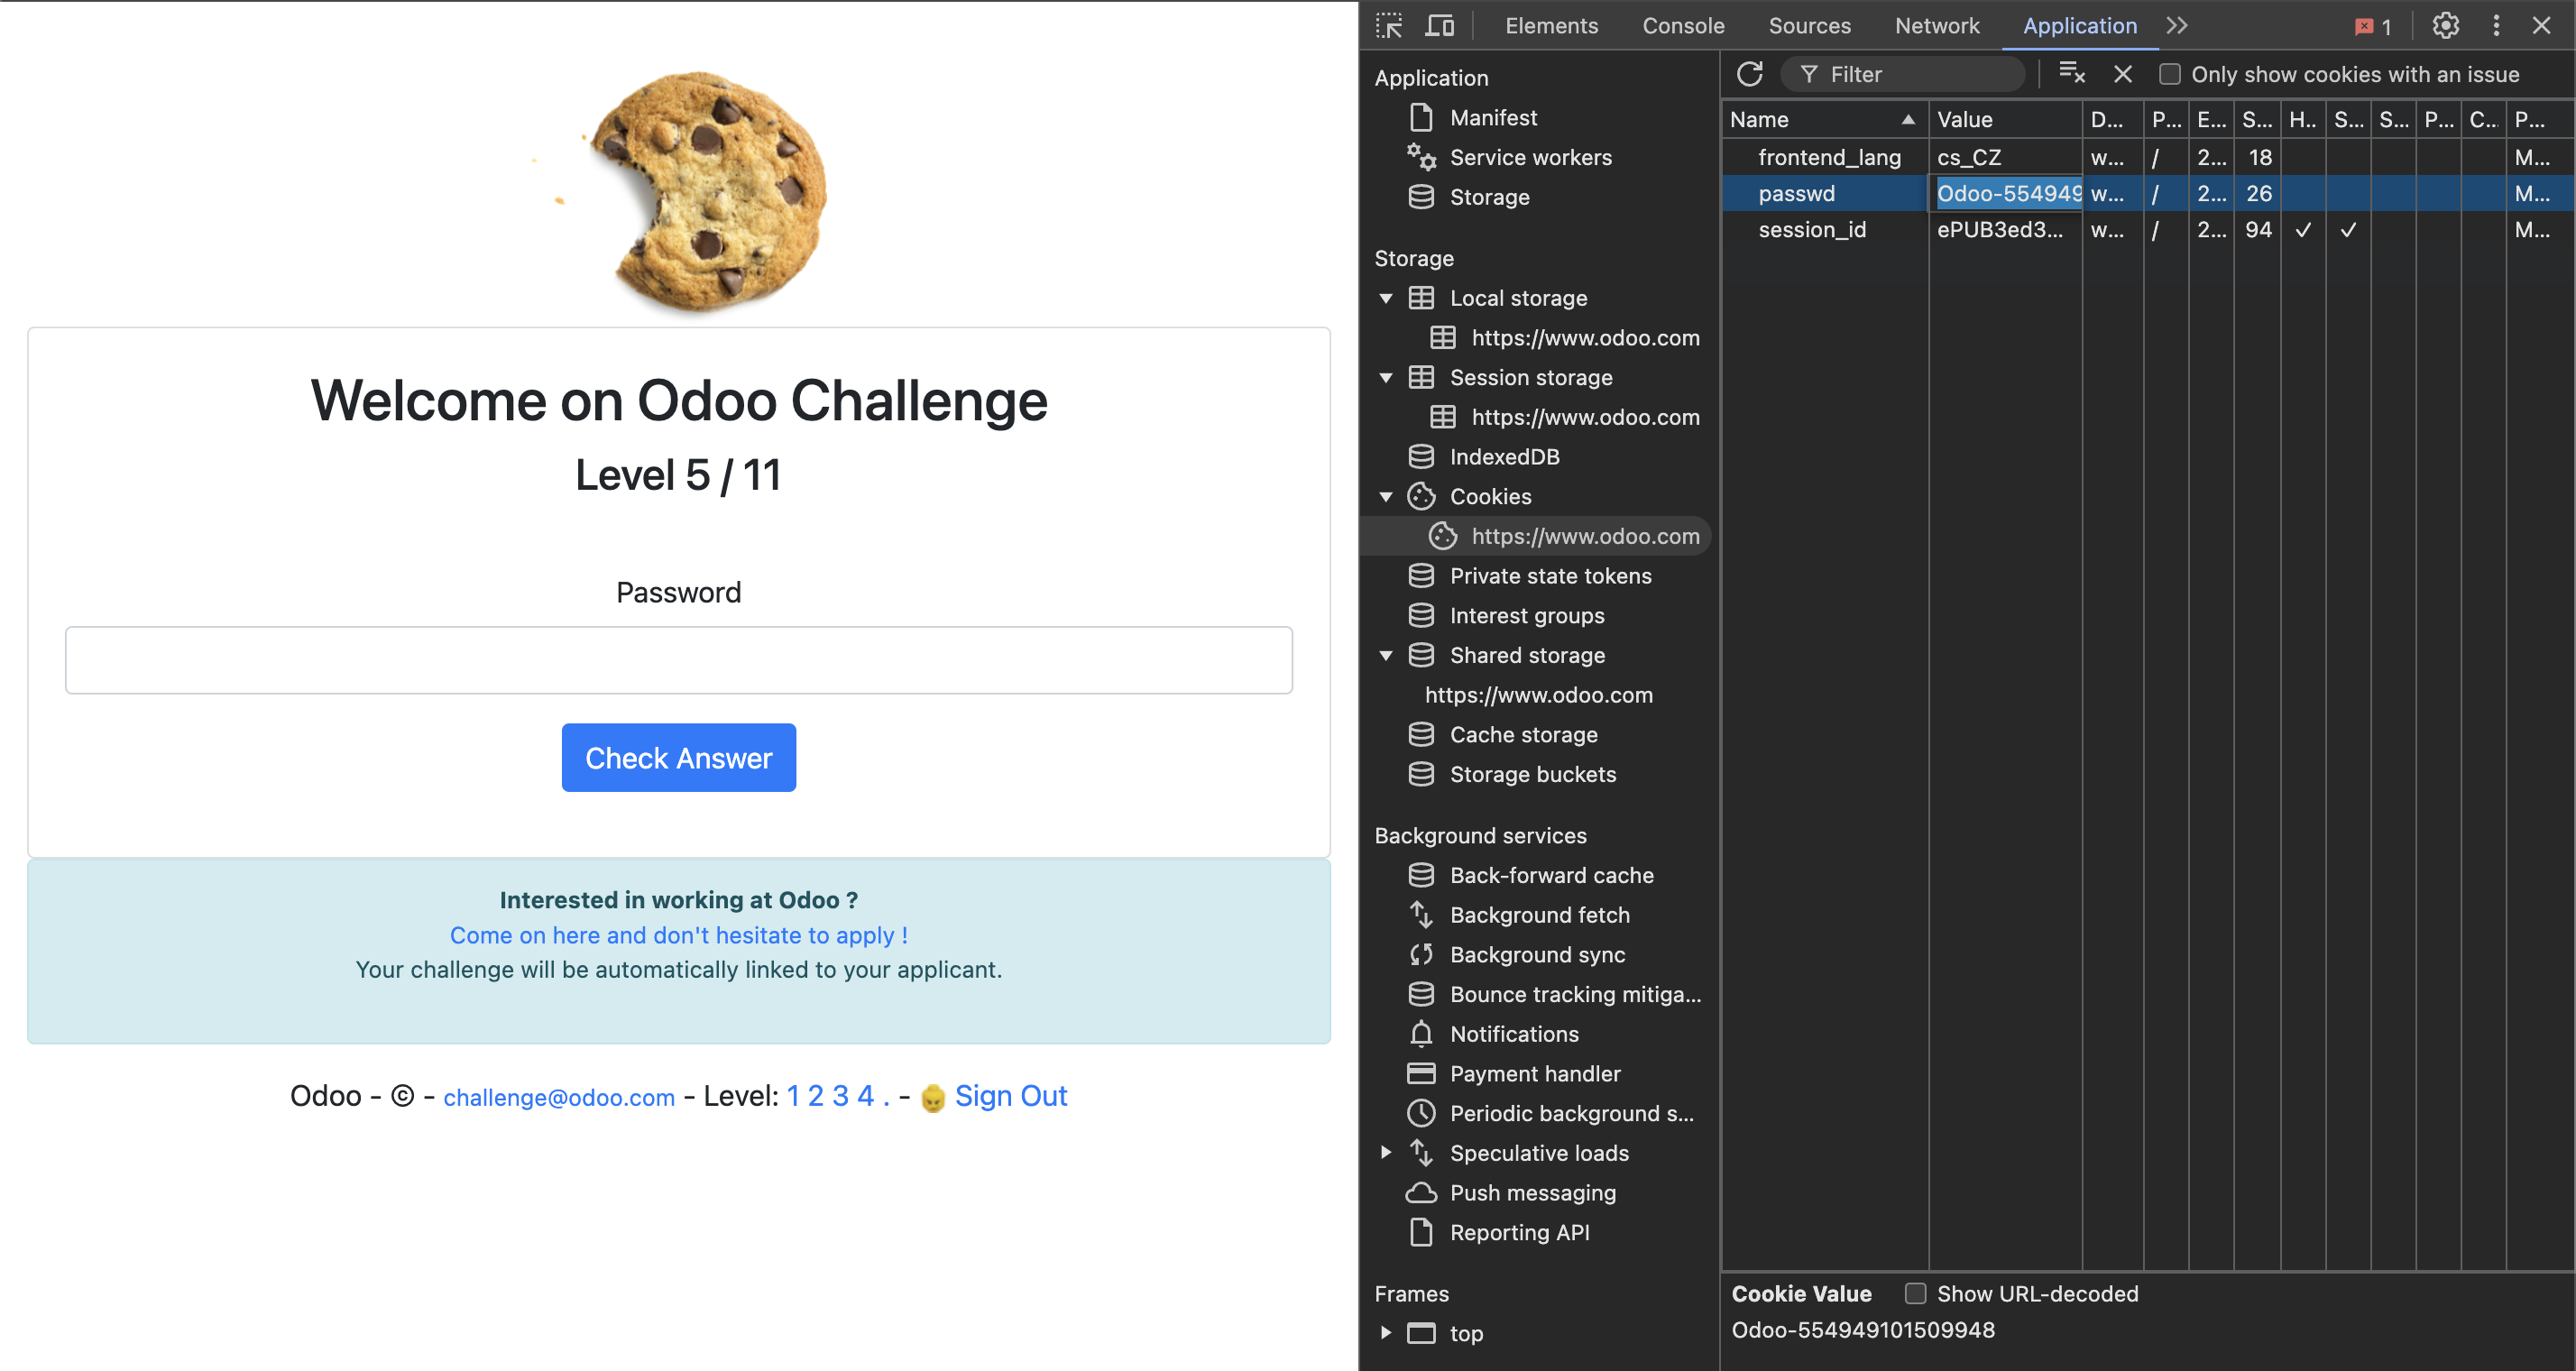 Welcome on Odoo Challenge
Level 5 / 11
Password
Check Answer
Interested in working at Odoo ?
Come on here and don't hesitate to apply !
Your challenge will be automatically linked to your applicant.
Odoo - © - challenge@odoo.com - Level: 1 2 3 4 . - Sign Out
Elements Console Sources Network Application 1
Application
Manifest
Service workers
Storage
Storage
Local storage
https://www.odoo.com
Session storage
https://www.odoo.com
IndexedDB
Cookies
https://www.odoo.com
Private state tokens
Interest groups
Shared storage
https://www.odoo.com
Cache storage
Storage buckets
Background services
Back-forward cache
Background fetch
Background sync
Bounce tracking mitiga...
Notifications
Payment handler
Periodic background s...
Speculative loads
Push messaging
Reporting API
Frames
top
Filter Only show cookies with an issue
Name Value D... P... E... S... H.. S... S... P... C.. P...
frontend_lang cs_CZ w... / 2... 18 M...
passwd Odoo-554949 w... / 2... 26 M...
session_id ePUB3ed3... w... / 2... 94 ✓ ✓ M...
Cookie Value Show URL-decoded
Odoo-554949101509948